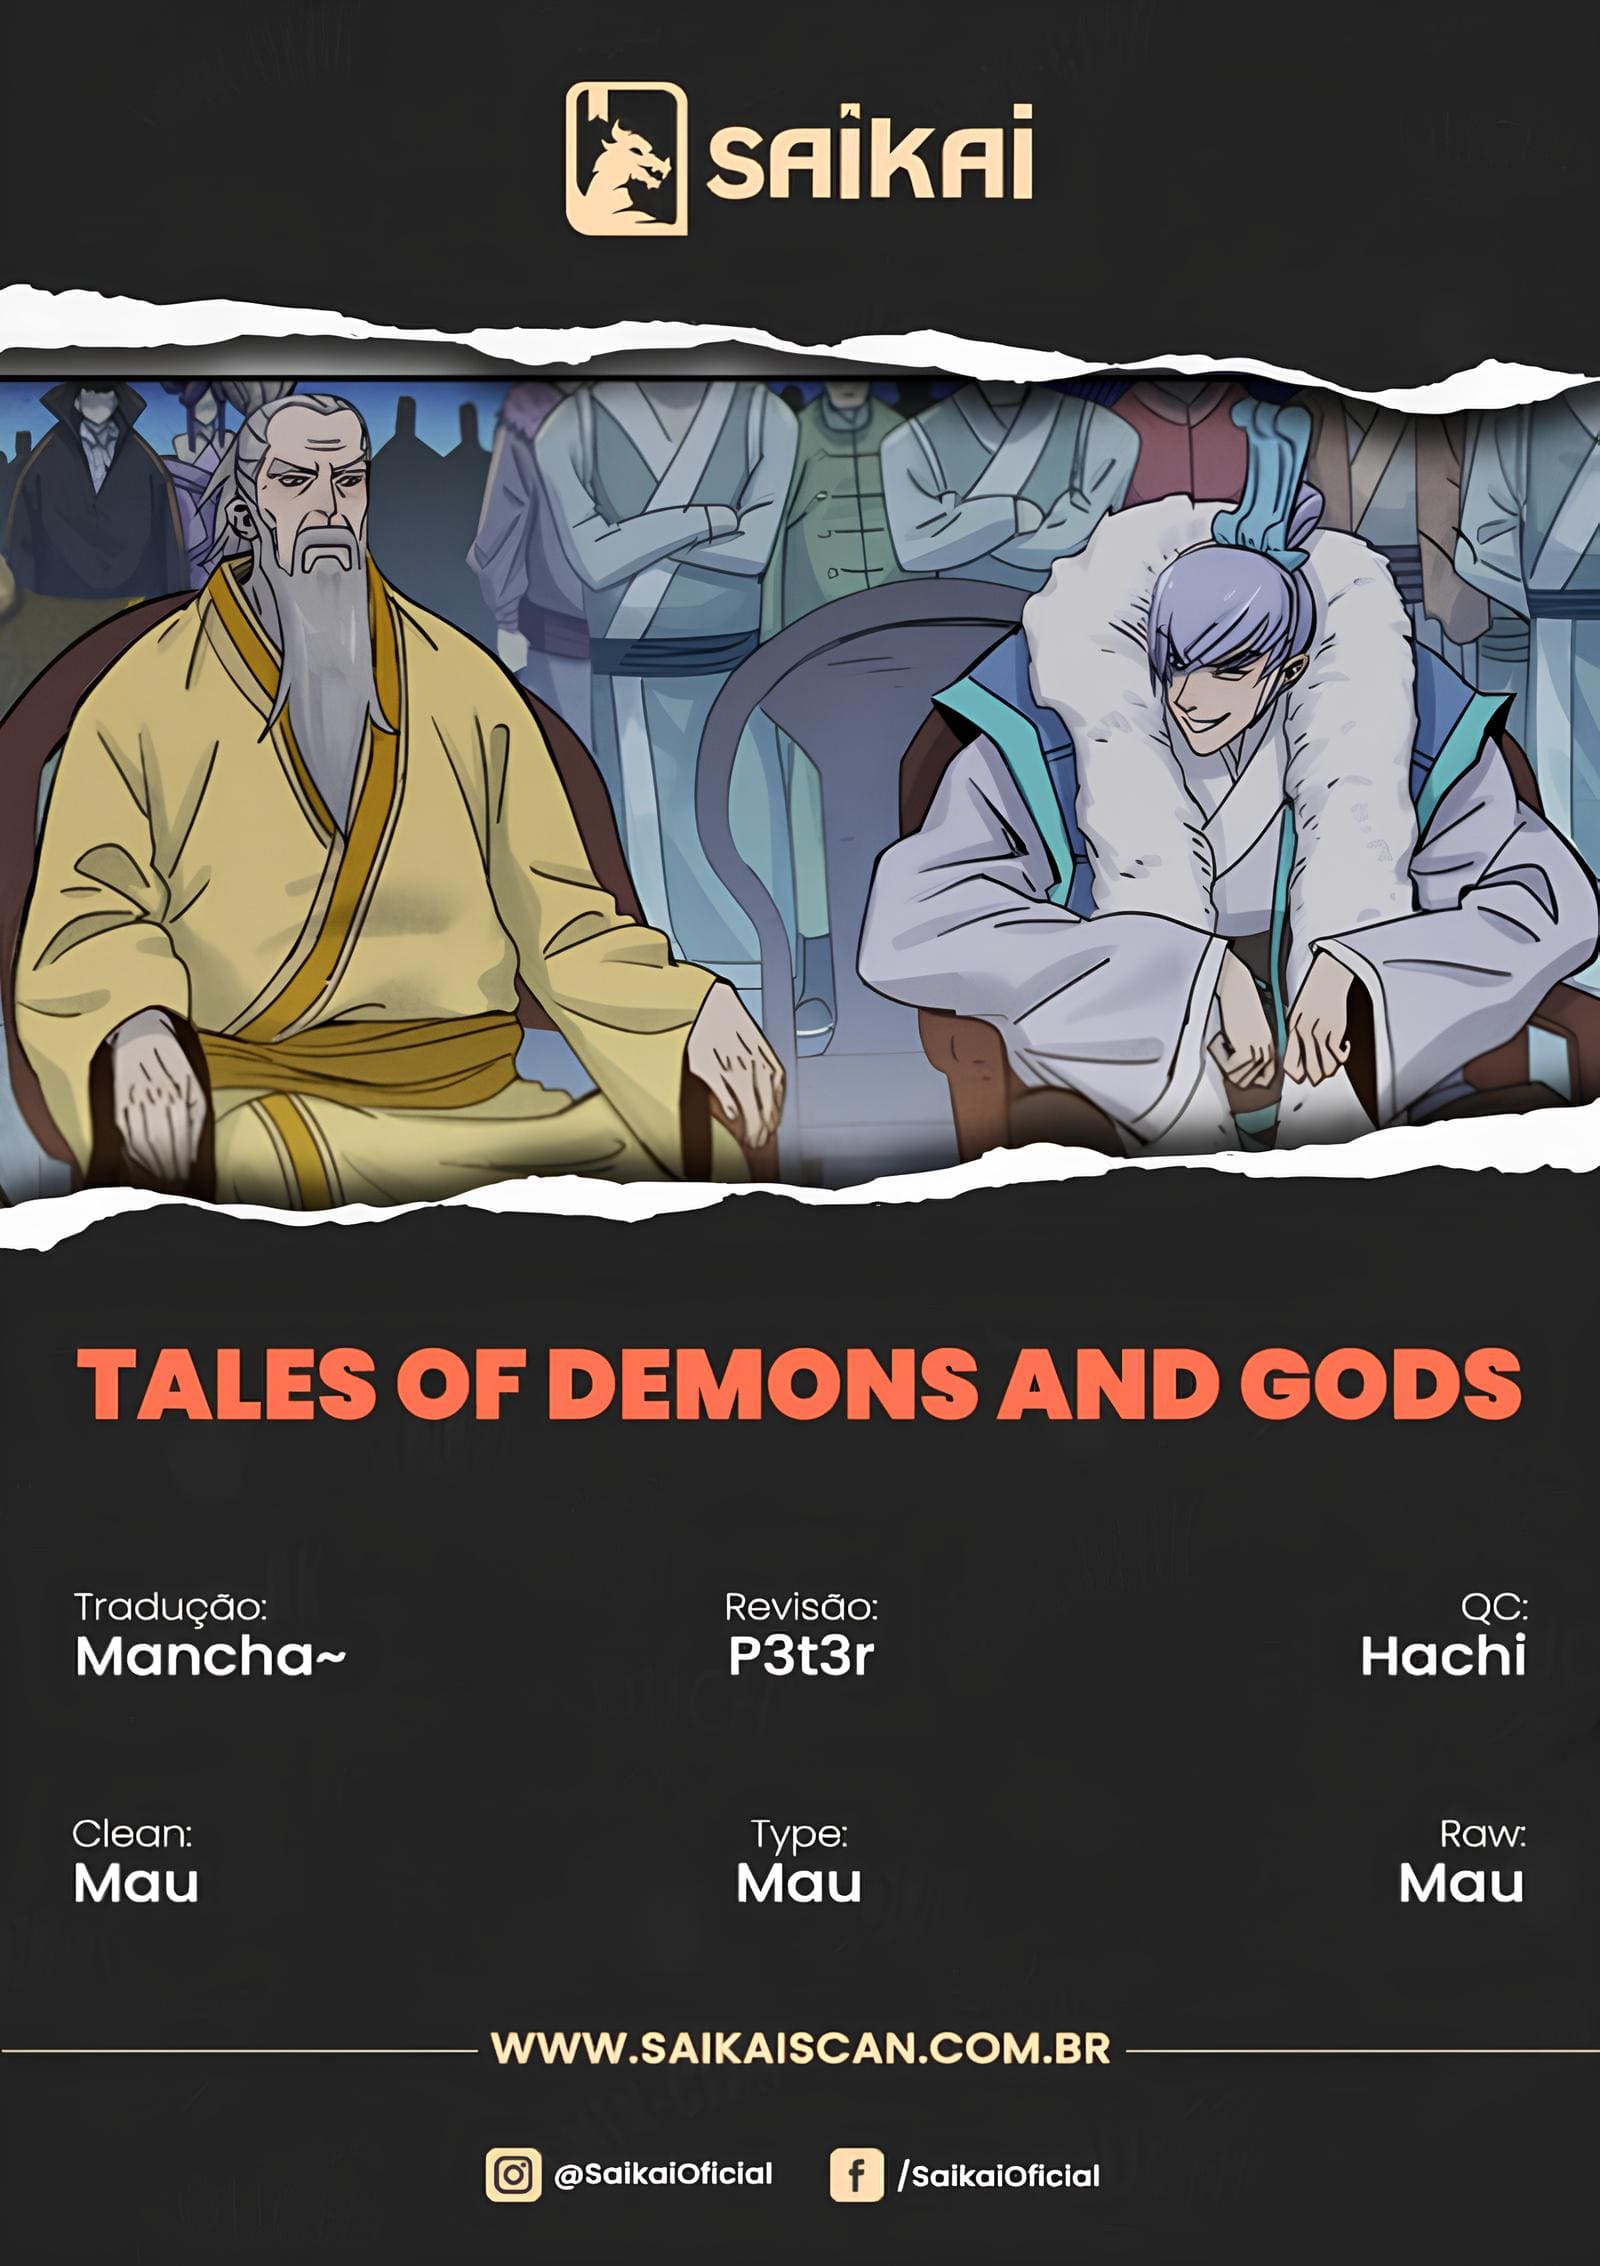 SAIKAI
TALES OF DEMONS AND GODS
Tradução:
Mancha~
Revisão:
P3t3r
QC:
Hachi
Clean:
Mau
Type:
Mau
Raw:
Mau
WWW.SAIKAISCAN.COM.BR
@SaikaiOficial
/SaikaiOficial